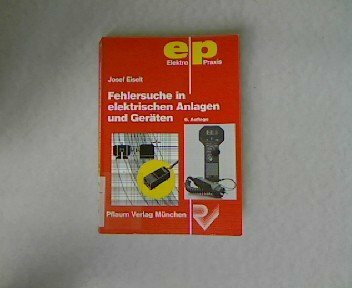 ep
Elektro Praxis
Josef Eiselt
Fehlersuche in
elektrischen Anlagen
und Geräten
Pflaum Verlag München